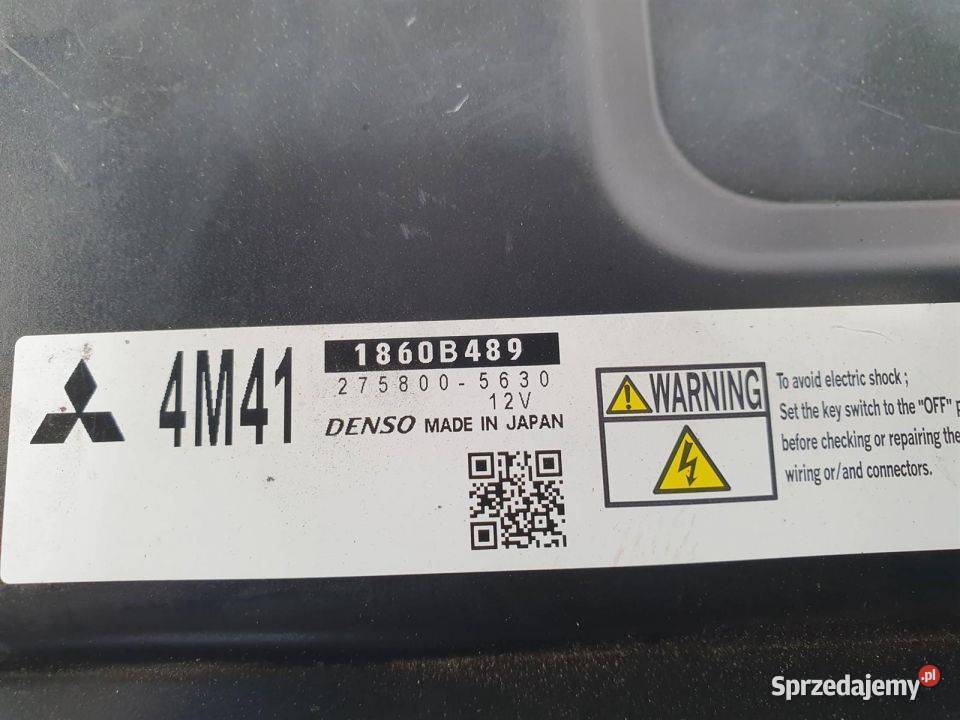 4M41
1860B489
275800-5630
12V
DENSO MADE IN JAPAN
WARNING
To avoid electric shock ;
Set the key switch to the "OFF" p
before checking or repairing the
wiring or/and connectors.
Sprzedajemy.pl